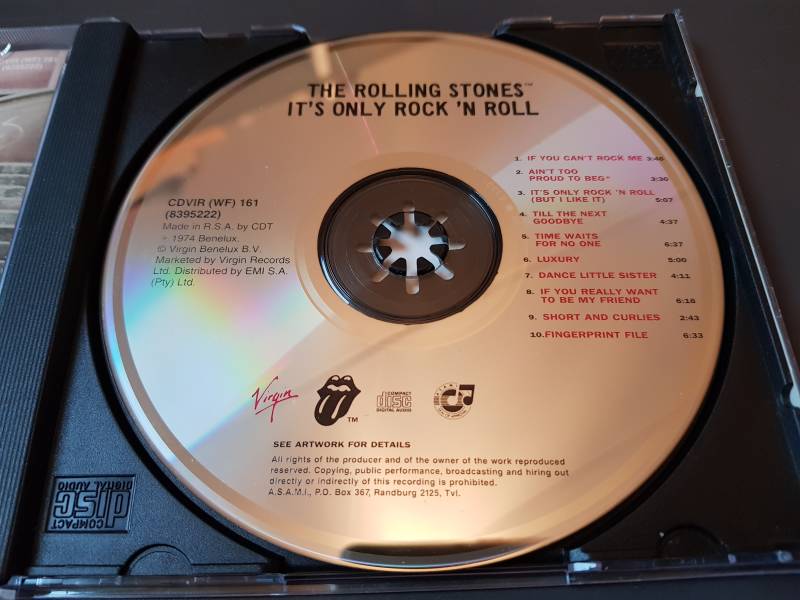 THE ROLLING STONES™
IT'S ONLY ROCK 'N ROLL
CDVIR (WF) 161
(8395222)
Made in R.S.A. by CDT
℗ 1974 Benelux.
© Virgin Benelux B.V.
Marketed by Virgin Records
Ltd. Distributed by EMI S.A.
(Pty) Ltd.
1. IF YOU CAN'T ROCK ME 3:46
2. AIN'T TOO
PROUD TO BEG* 3:30
3. IT'S ONLY ROCK 'N ROLL
(BUT I LIKE IT) 5:07
4. TILL THE NEXT
GOODBYE 4:37
5. TIME WAITS
FOR NO ONE 6:37
6. LUXURY 5:00
7. DANCE LITTLE SISTER 4:11
8. IF YOU REALLY WANT
TO BE MY FRIEND 6:16
9. SHORT AND CURLIES 2:43
10. FINGERPRINT FILE 6:33
Virgin
TM
COMPACT
disc
DIGITAL AUDIO
SEE ARTWORK FOR DETAILS
All rights of the producer and of the owner of the work reproduced
reserved. Copying, public performance, broadcasting and hiring out
directly or indirectly of this recording is prohibited.
A.S.A.M.I., P.O. Box 367, Randburg 2125, Tvl.
COMPACT
disc
DIGITAL AUDIO